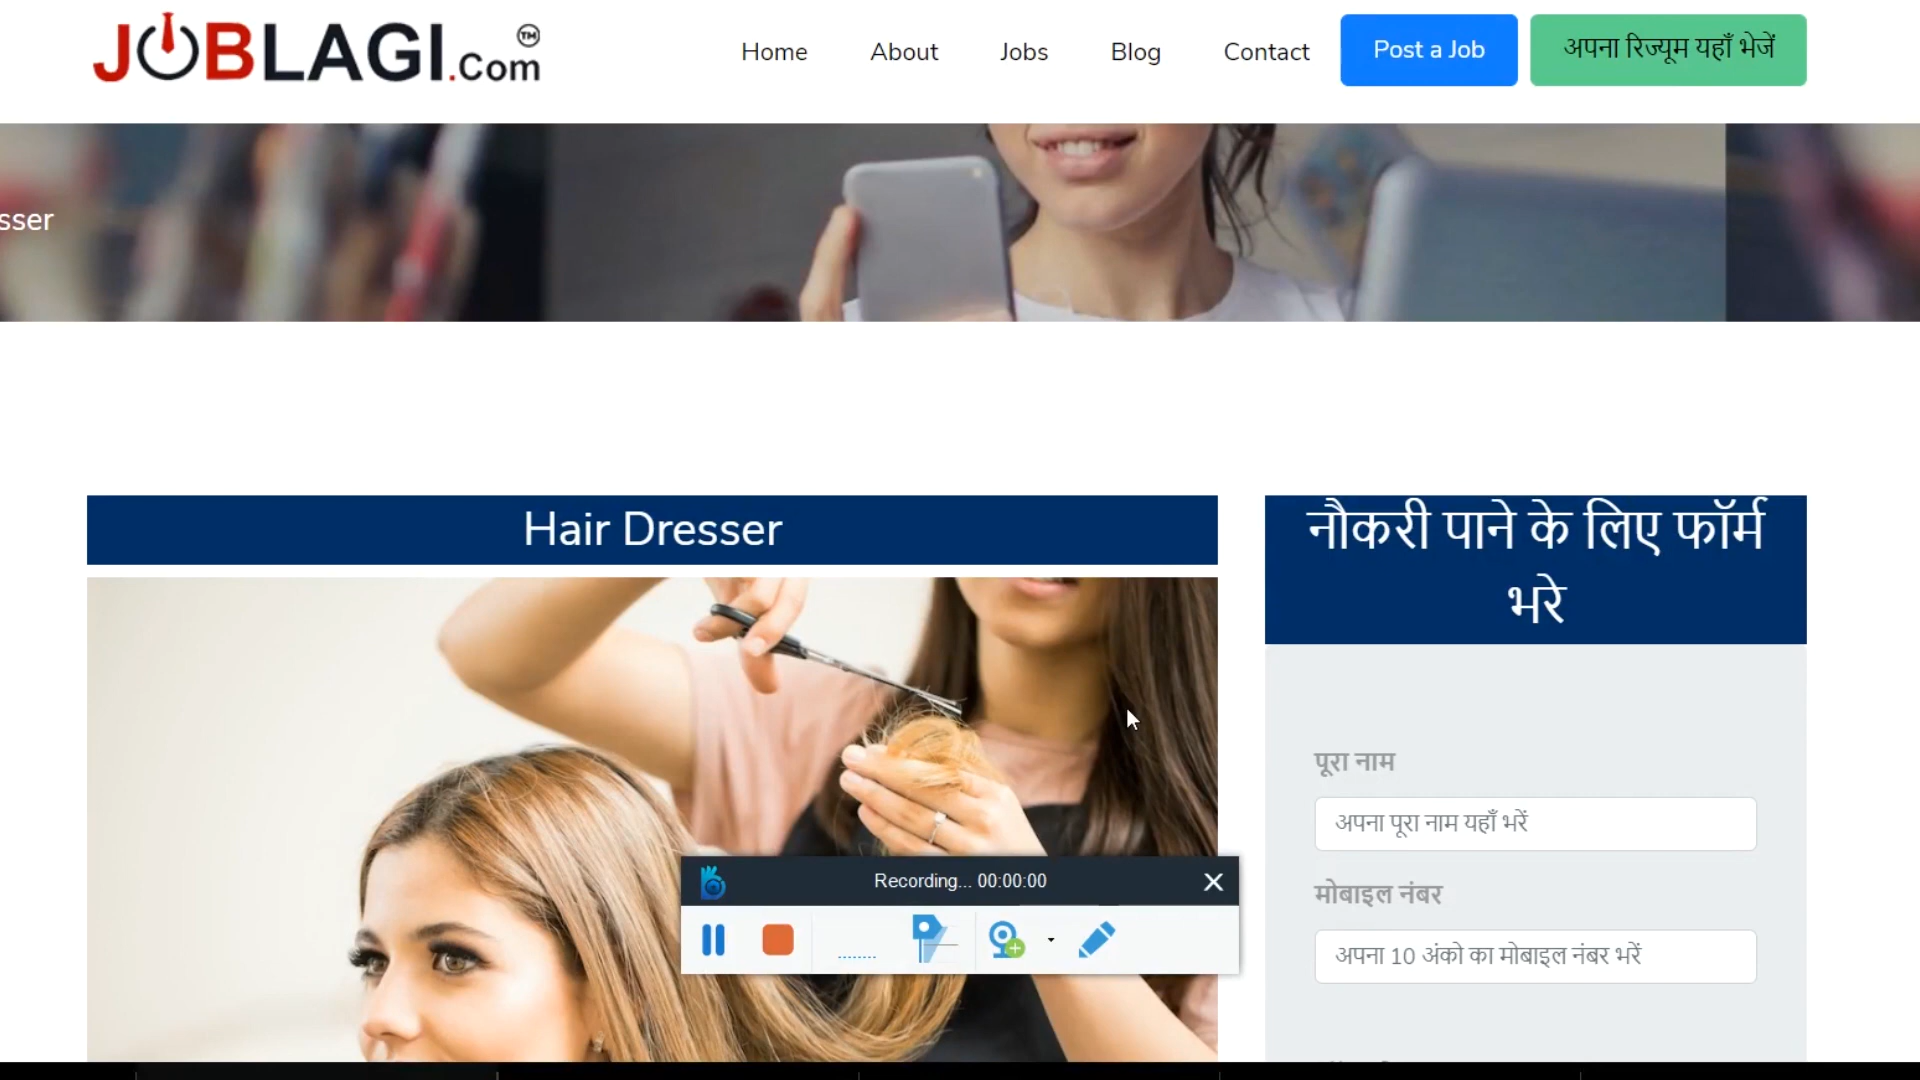 JOBLAGI.Com TM
Home About Jobs Blog Contact Post a Job अपना रिज्यूम यहाँ भेजें
sser
Hair Dresser
नौकरी पाने के लिए फॉर्म
भरे
पूरा नाम
अपना पूरा नाम यहाँ भरें
मोबाइल नंबर
अपना 10 अंको का मोबाइल नंबर भरें
Recording... 00:00:00